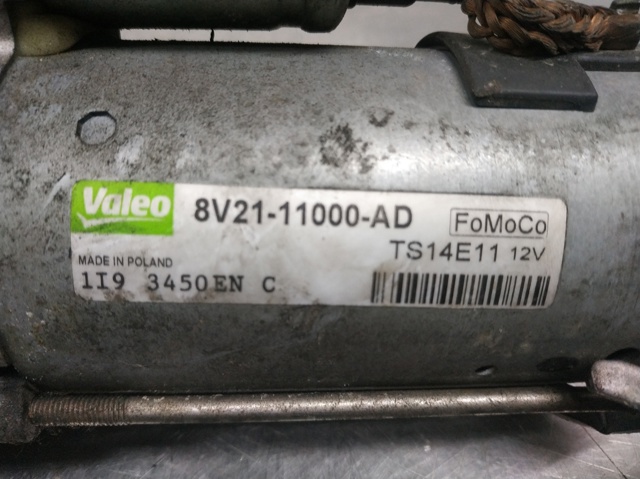 Valeo 8V21-11000-AD FoMoCo
TS14E11 12V
MADE IN POLAND
1I9 3450EN C